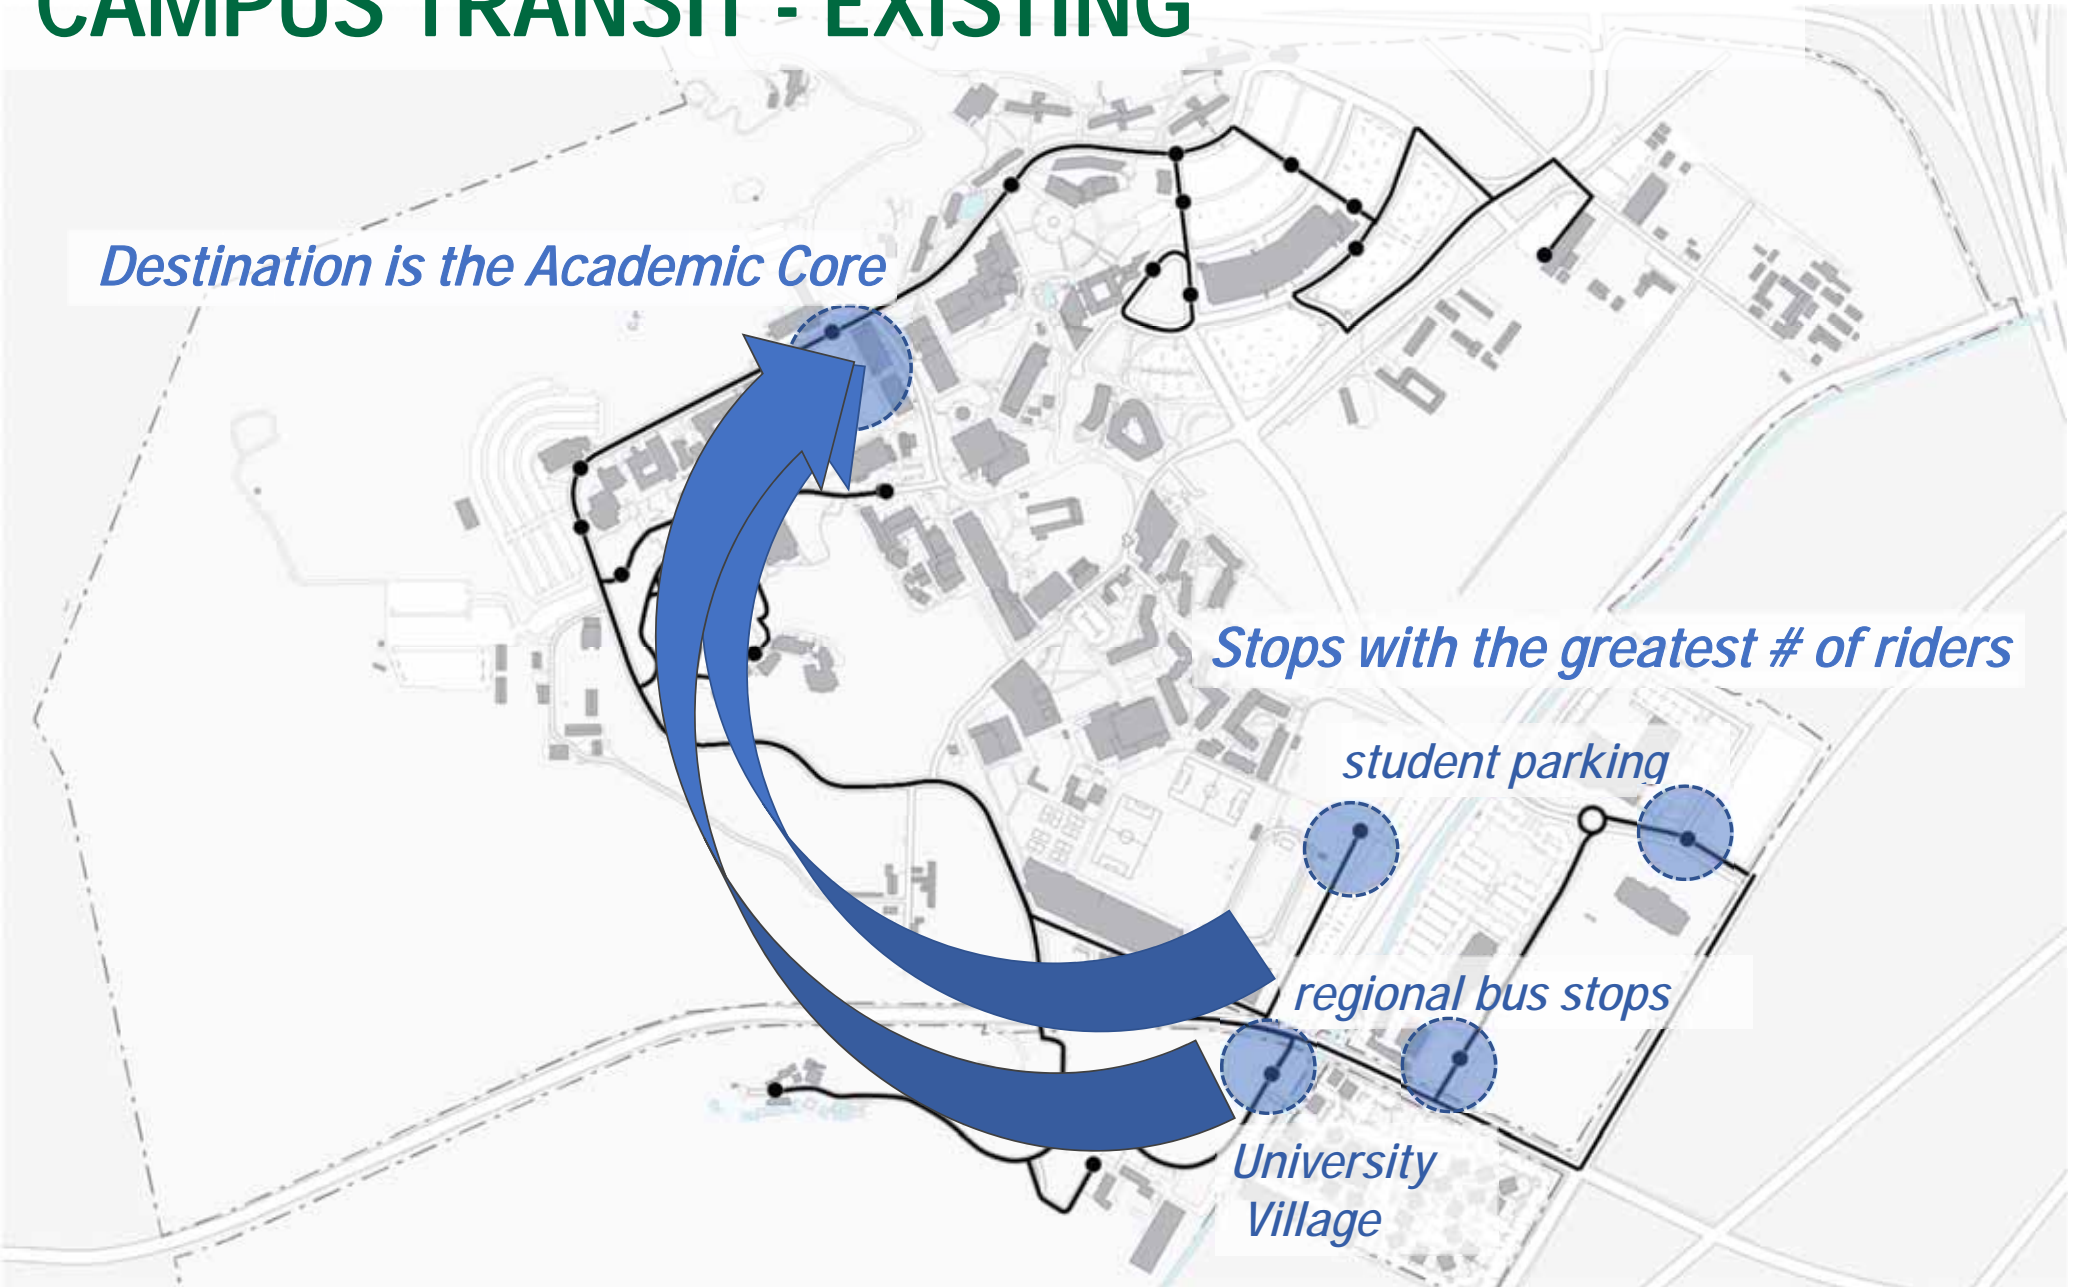 CAMPUS TRANSIT - EXISTING
Destination is the Academic Core
Stops with the greatest # of riders
student parking
regional bus stops
University
Village